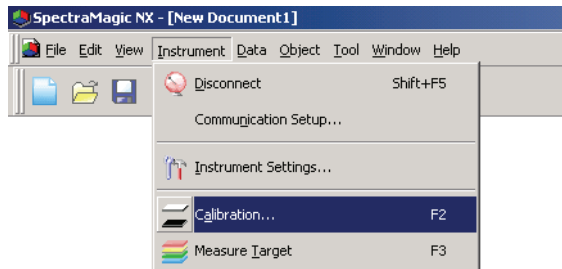 SpectraMagic NX - [New Document1]
File Edit View Instrument Data Object Tool Window Help
Disconnect Shift+F5
Communication Setup...
Instrument Settings...
Calibration... F2
Measure Target F3